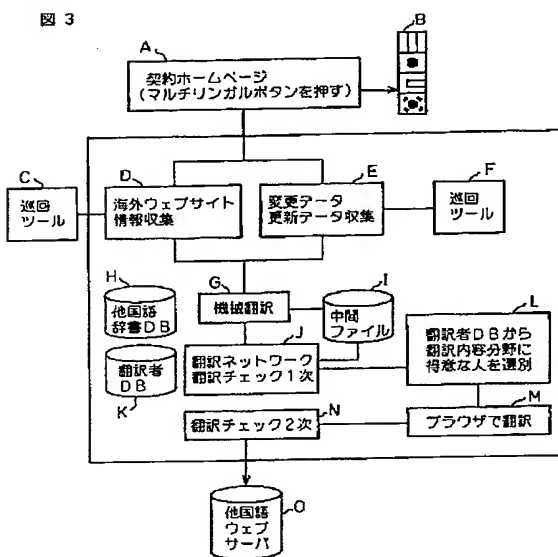 図 3
B
A
契約ホームページ
(マルチリンガルボタンを押す)
C
巡回
ツール
D
海外ウェブサイト
情報収集
E
変更データ
更新データ収集
F
巡回
ツール
H
他国語
辞書DB
G
機械翻訳
I
中間
ファイル
J
翻訳ネットワーク
翻訳チェック1次
L
翻訳者DBから
翻訳内容分野に
得意な人を選別
翻訳者
DB
K
N
翻訳チェック2次
M
ブラウザで翻訳
O
他国語
ウェブ
サーバ